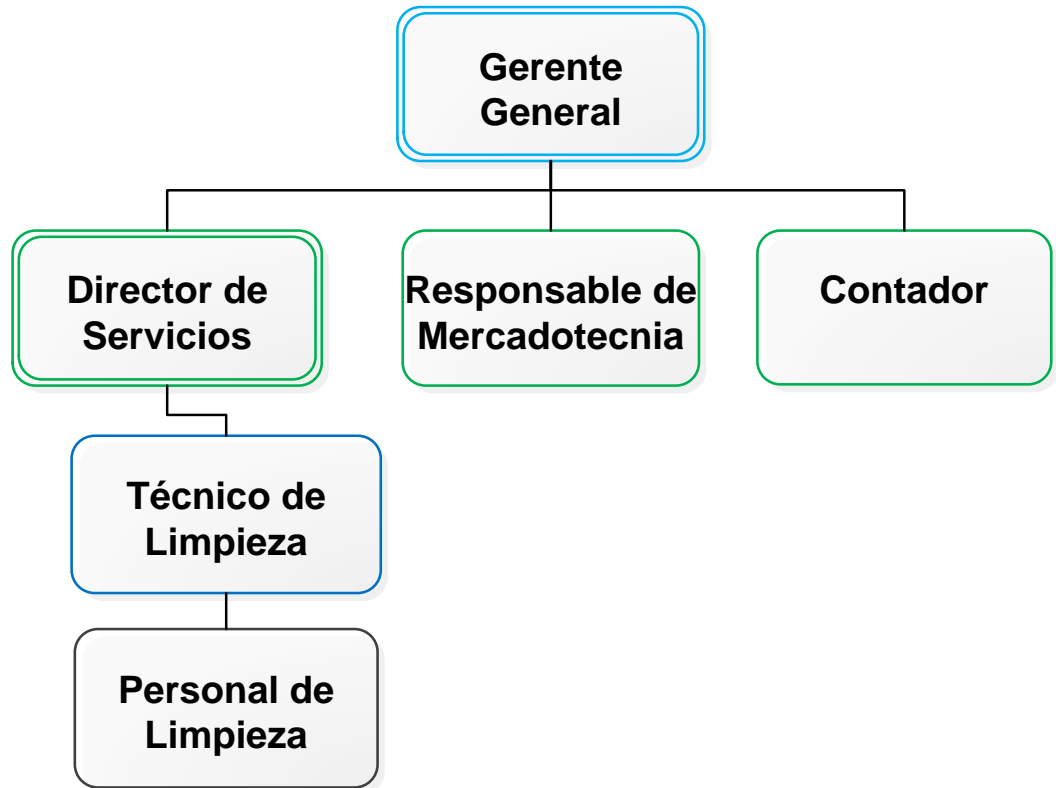 Gerente
General
Director de
Servicios
Responsable de
Mercadotecnia
Contador
Técnico de
Limpieza
Personal de
Limpieza